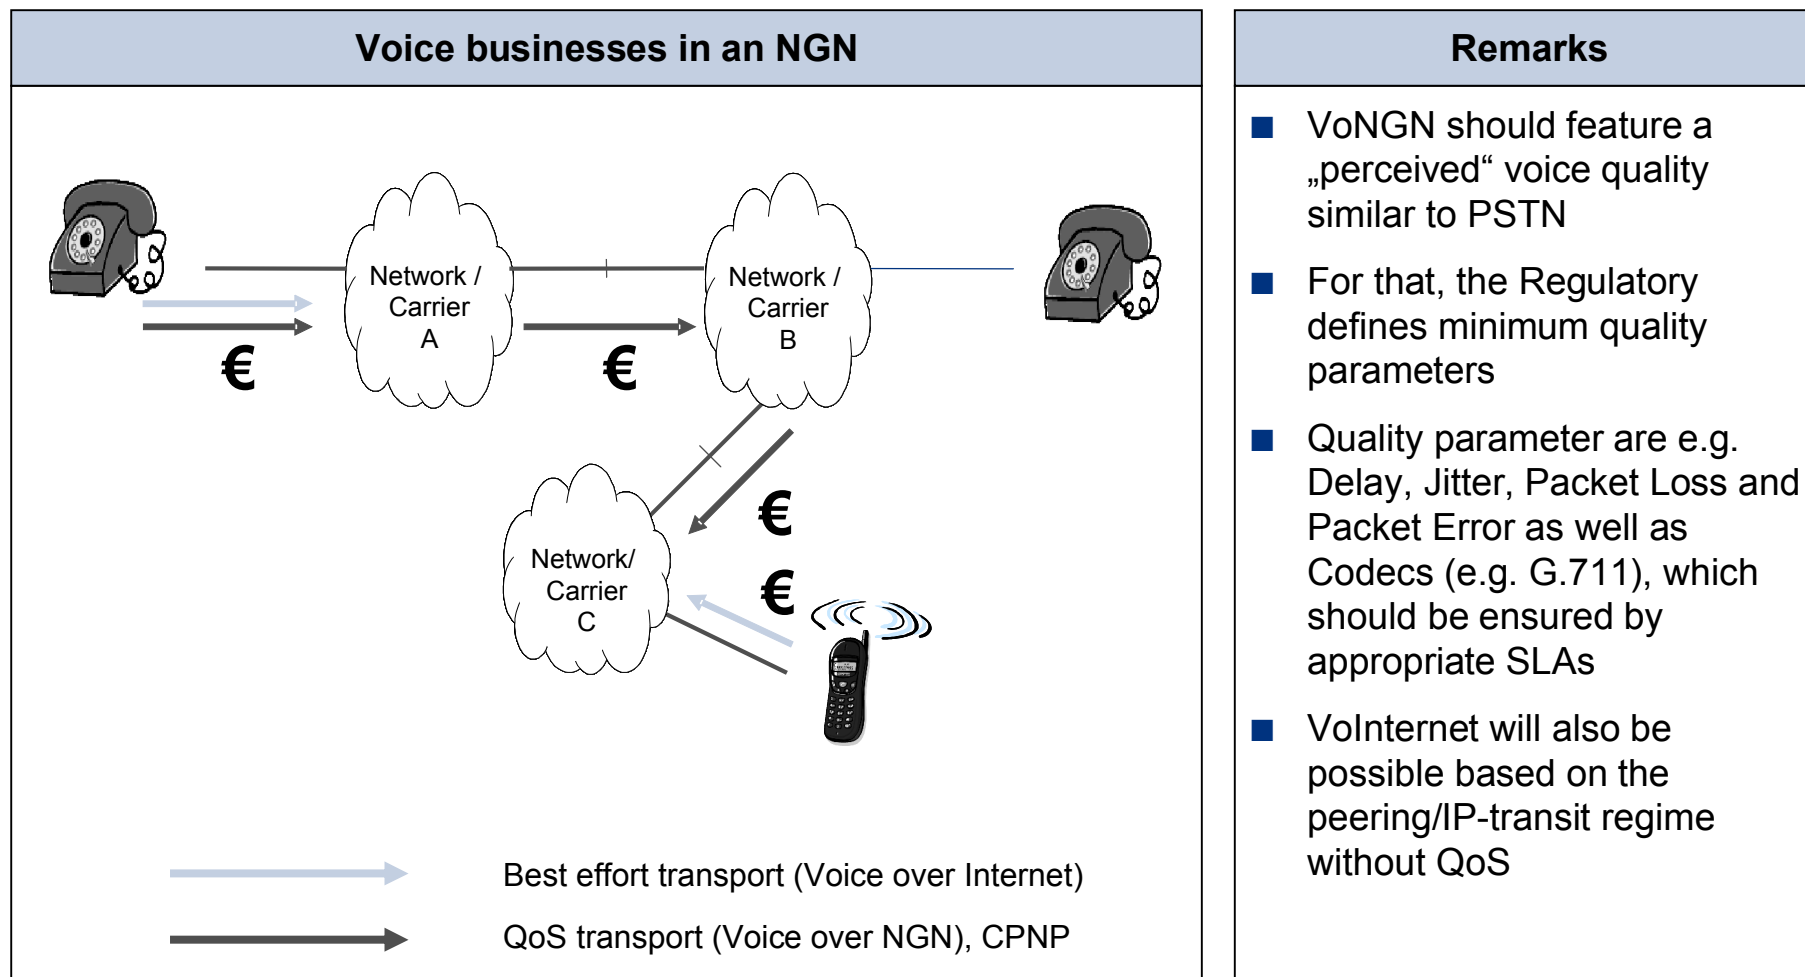 Voice businesses in an NGN
Network /
Carrier
A
Network /
Carrier
B
€
€
€
€
Network/
Carrier
C
Best effort transport (Voice over Internet)
QoS transport (Voice over NGN), CPNP
Remarks
VoNGN should feature a
„perceived“ voice quality
similar to PSTN
For that, the Regulatory
defines minimum quality
parameters
Quality parameter are e.g.
Delay, Jitter, Packet Loss and
Packet Error as well as
Codecs (e.g. G.711), which
should be ensured by
appropriate SLAs
VoInternet will also be
possible based on the
peering/IP-transit regime
without QoS